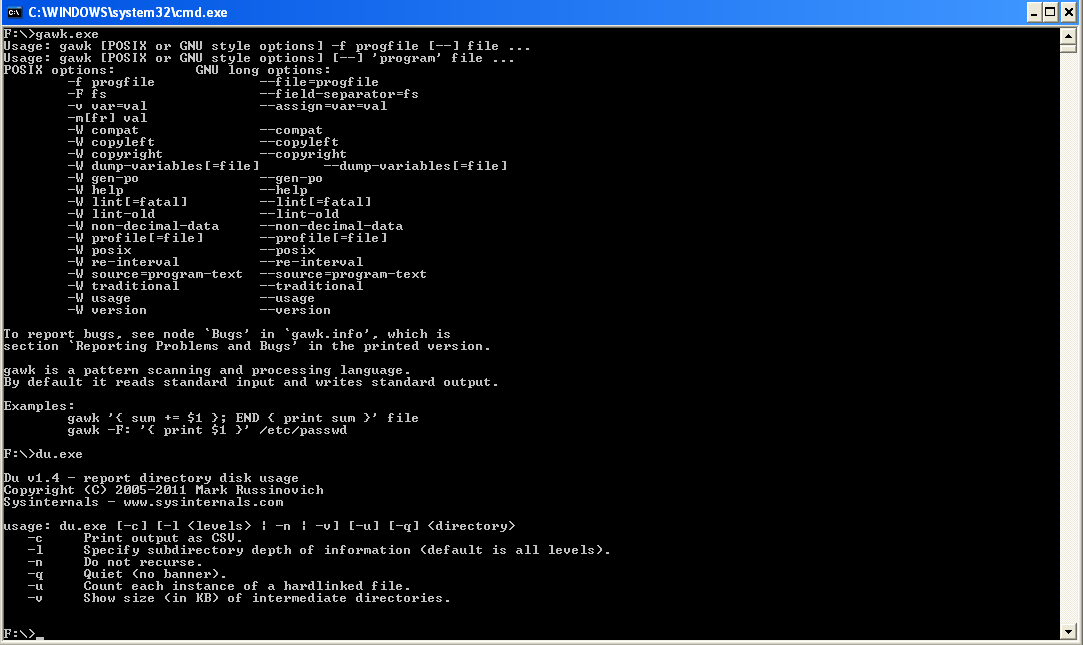 C:\WINDOWS\system32\cmd.exe
F:\>gawk.exe
Usage: gawk [POSIX or GNU style options] -f progfile [--] file ...
Usage: gawk [POSIX or GNU style options] [--] 'program' file ...
POSIX options:          GNU long options:
        -f progfile             --file=progfile
        -F fs                   --field-separator=fs
        -v var=val              --assign=var=val
        -m[fr] val
        -W compat               --compat
        -W copyleft             --copyleft
        -W copyright            --copyright
        -W dump-variables[=file]        --dump-variables[=file]
        -W gen-po               --gen-po
        -W help                 --help
        -W lint[=fatal]         --lint[=fatal]
        -W lint-old             --lint-old
        -W non-decimal-data     --non-decimal-data
        -W profile[=file]       --profile[=file]
        -W posix                --posix
        -W re-interval          --re-interval
        -W source=program-text  --source=program-text
        -W traditional          --traditional
        -W usage                --usage
        -W version              --version

To report bugs, see node `Bugs' in `gawk.info', which is
section `Reporting Problems and Bugs' in the printed version.

gawk is a pattern scanning and processing language.
By default it reads standard input and writes standard output.

Examples:
        gawk '{ sum += $1 }; END { print sum }' file
        gawk -F: '{ print $1 }' /etc/passwd

F:\>du.exe

Du v1.4 - report directory disk usage
Copyright (C) 2005-2011 Mark Russinovich
Sysinternals - www.sysinternals.com

usage: du.exe [-c] [-l <levels> | -n | -v] [-u] [-q] <directory>
   -c     Print output as CSV.
   -l     Specify subdirectory depth of information (default is all levels).
   -n     Do not recurse.
   -q     Quiet (no banner).
   -u     Count each instance of a hardlinked file.
   -v     Show size (in KB) of intermediate directories.


F:\>_